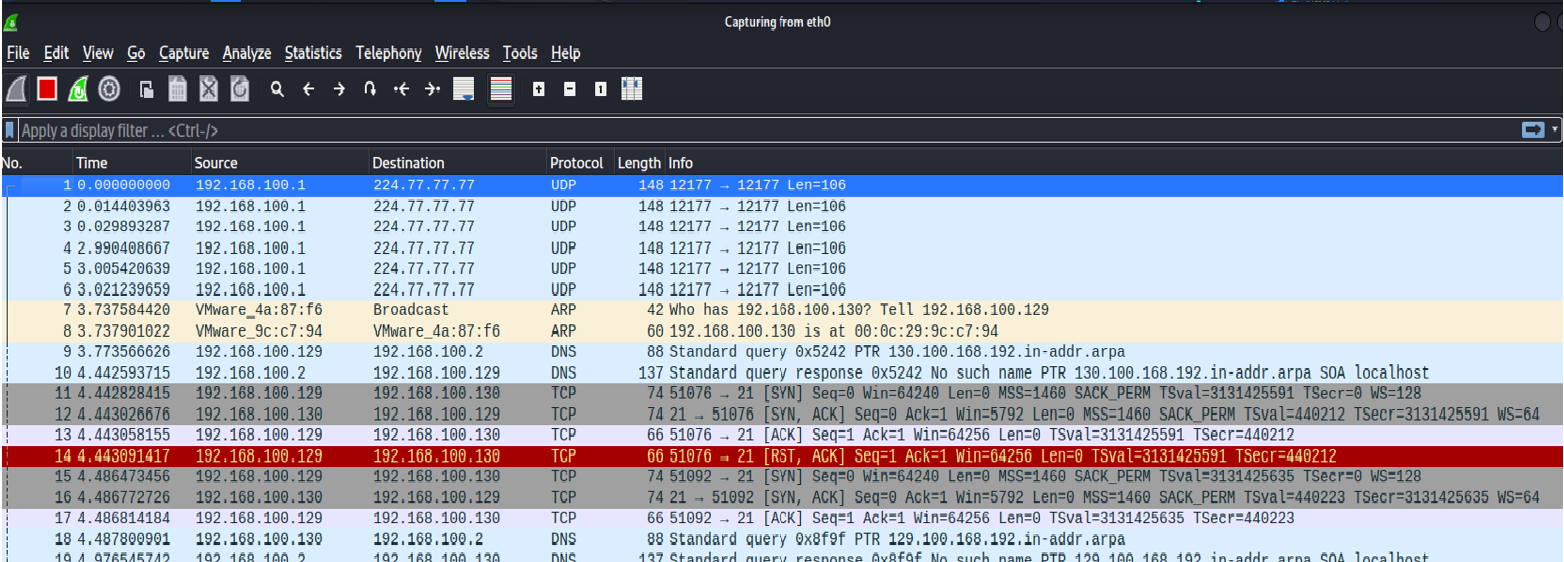 Capturing from eth0
File Edit View Go Capture Analyze Statistics Telephony Wireless Tools Help
Apply a display filter ... <Ctrl-/>
No. Time Source Destination Protocol Length Info
1 0.000000000 192.168.100.1 224.77.77.77 UDP 148 12177 → 12177 Len=106
2 0.014403963 192.168.100.1 224.77.77.77 UDP 148 12177 → 12177 Len=106
3 0.029893287 192.168.100.1 224.77.77.77 UDP 148 12177 → 12177 Len=106
4 2.990408667 192.168.100.1 224.77.77.77 UDP 148 12177 → 12177 Len=106
5 3.005420639 192.168.100.1 224.77.77.77 UDP 148 12177 → 12177 Len=106
6 3.021239659 192.168.100.1 224.77.77.77 UDP 148 12177 → 12177 Len=106
7 3.737584420 VMware_4a:87:f6 Broadcast ARP 42 Who has 192.168.100.130? Tell 192.168.100.129
8 3.737901022 VMware_9c:c7:94 VMware_4a:87:f6 ARP 60 192.168.100.130 is at 00:0c:29:9c:c7:94
9 3.773566626 192.168.100.129 192.168.100.2 DNS 88 Standard query 0x5242 PTR 130.100.168.192.in-addr.arpa
10 4.442593715 192.168.100.2 192.168.100.129 DNS 137 Standard query response 0x5242 No such name PTR 130.100.168.192.in-addr.arpa SOA localhost
11 4.442828415 192.168.100.129 192.168.100.130 TCP 74 51076 → 21 [SYN] Seq=0 Win=64240 Len=0 MSS=1460 SACK_PERM TSval=3131425591 TSecr=0 WS=128
12 4.443026676 192.168.100.130 192.168.100.129 TCP 74 21 → 51076 [SYN, ACK] Seq=0 Ack=1 Win=5792 Len=0 MSS=1460 SACK_PERM TSval=440212 TSecr=3131425591 WS=64
13 4.443058155 192.168.100.129 192.168.100.130 TCP 66 51076 → 21 [ACK] Seq=1 Ack=1 Win=64256 Len=0 TSval=3131425591 TSecr=440212
14 4.443091417 192.168.100.129 192.168.100.130 TCP 66 51076 → 21 [RST, ACK] Seq=1 Ack=1 Win=64256 Len=0 TSval=3131425591 TSecr=440212
15 4.486473456 192.168.100.129 192.168.100.130 TCP 74 51092 → 21 [SYN] Seq=0 Win=64240 Len=0 MSS=1460 SACK_PERM TSval=3131425635 TSecr=0 WS=128
16 4.486772726 192.168.100.130 192.168.100.129 TCP 74 21 → 51092 [SYN, ACK] Seq=0 Ack=1 Win=5792 Len=0 MSS=1460 SACK_PERM TSval=440223 TSecr=3131425635 WS=64
17 4.486814184 192.168.100.129 192.168.100.130 TCP 66 51092 → 21 [ACK] Seq=1 Ack=1 Win=64256 Len=0 TSval=3131425635 TSecr=440223
18 4.487800901 192.168.100.130 192.168.100.2 DNS 88 Standard query 0x8f9f PTR 129.100.168.192.in-addr.arpa
19 4.976545742 192.168.100.2 192.168.100.130 DNS 137 Standard query response 0x8f9f No such name PTR 129.100.168.192.in-addr.arpa SOA localhost